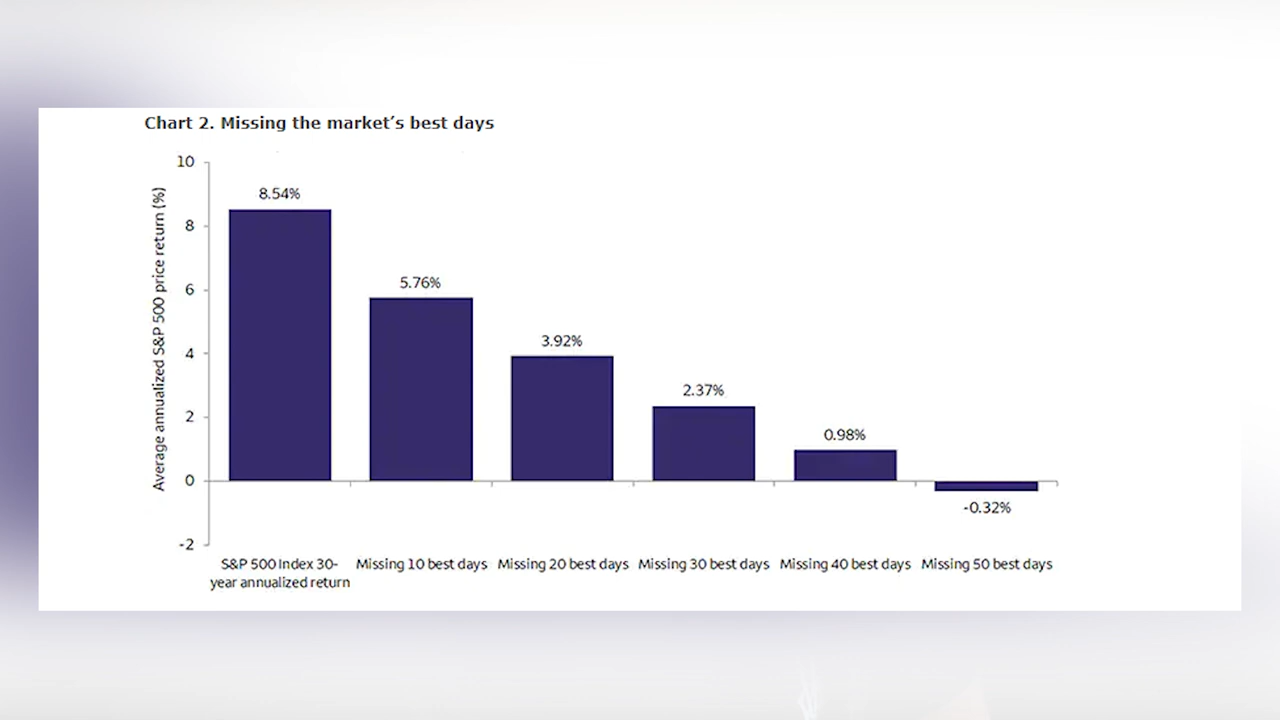 Chart 2. Missing the market’s best days
Average annualized S&P 500 price return (%)
10
8
6
4
2
0
-2
8.54%
5.76%
3.92%
2.37%
0.98%
-0.32%
S&P 500 Index 30-
year annualized return
Missing 10 best days
Missing 20 best days
Missing 30 best days
Missing 40 best days
Missing 50 best days